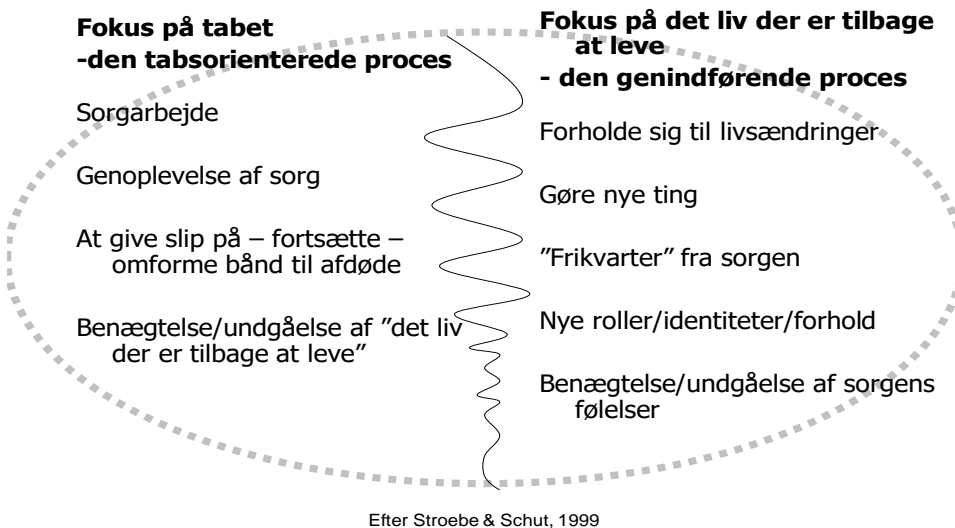 Fokus på tabet
-den tabsorienterede proces
Sorgarbejde
Genoplevelse af sorg
At give slip på – fortsætte –
omforme bånd til afdøde
Benægtelse/undgåelse af ”det liv
der er tilbage at leve”
Fokus på det liv der er tilbage
at leve
- den genindførende proces
Forholde sig til livsændringer
Gøre nye ting
”Frikvarter” fra sorgen
Nye roller/identiteter/forhold
Benægtelse/undgåelse af sorgens
følelser
Efter Stroebe & Schut, 1999